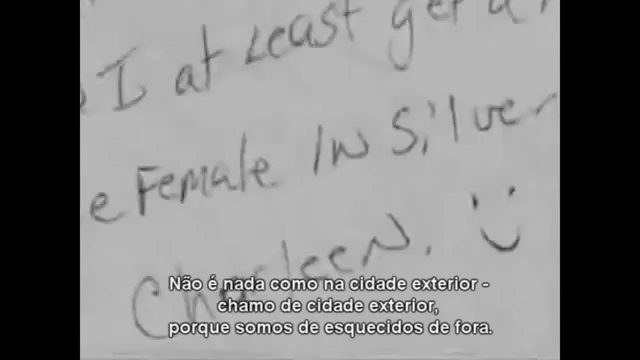 I at Least get a
e Female IN Silver
CharleeN. :)
Não é nada como na cidade exterior -
chamo de cidade exterior,
porque somos de esquecidos de fora.